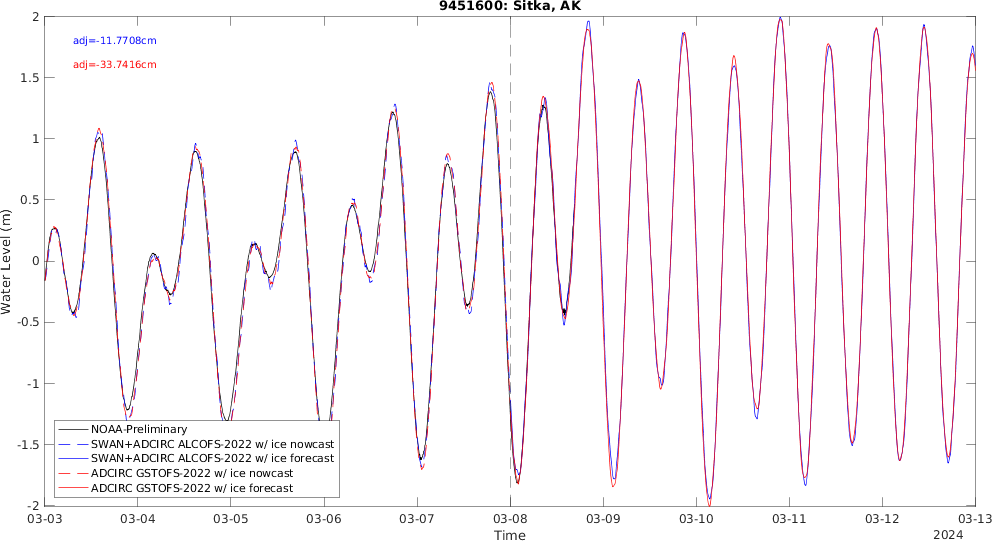 9451600: Sitka, AK
adj=-11.7708cm
adj=-33.7416cm
Water Level (m)
2
1.5
1
0.5
0
-0.5
-1
-1.5
-2
NOAA-Preliminary
SWAN+ADCIRC ALCOFS-2022 w/ ice nowcast
SWAN+ADCIRC ALCOFS-2022 w/ ice forecast
ADCIRC GSTOFS-2022 w/ ice nowcast
ADCIRC GSTOFS-2022 w/ ice forecast
03-03 03-04 03-05 03-06 03-07 03-08 03-09 03-10 03-11 03-12 03-13
Time
2024